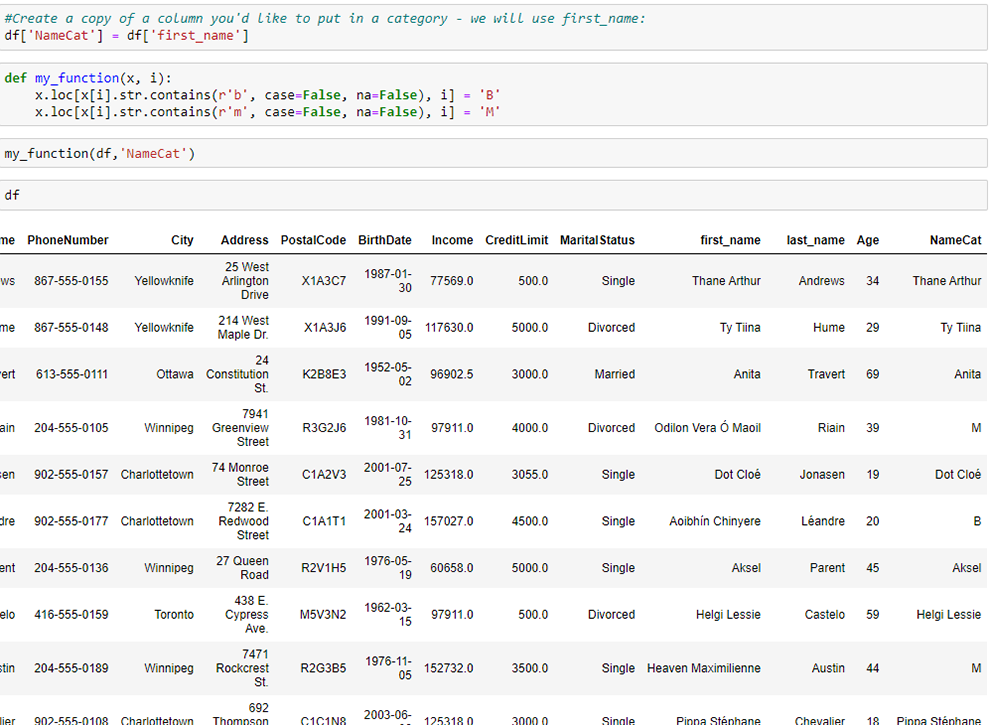 #Create a copy of a column you'd like to put in a category - we will use first_name:
df['NameCat'] = df['first_name']
def my_function(x, i):
    x.loc[x[i].str.contains(r'b', case=False, na=False), i] = 'B'
    x.loc[x[i].str.contains(r'm', case=False, na=False), i] = 'M'
my_function(df,'NameCat')
df
me PhoneNumber City Address PostalCode BirthDate Income CreditLimit MaritalStatus first_name last_name Age NameCat
25 West
1987-01-
ws 867-555-0155 Yellowknife Arlington X1A3C7 77569.0 500.0 Single Thane Arthur Andrews 34 Thane Arthur
30
Drive
214 West 1991-09-
me 867-555-0148 Yellowknife X1A3J6 117630.0 5000.0 Divorced Ty Tiina Hume 29 Ty Tiina
Maple Dr. 05
24
1952-05-
vert 613-555-0111 Ottawa Constitution K2B8E3 96902.5 3000.0 Married Anita Travert 69 Anita
02
St.
7941
1981-10-
ain 204-555-0105 Winnipeg Greenview R3G2J6 97911.0 4000.0 Divorced Odilon Vera Ó Maoil Riain 39 M
31
Street
74 Monroe 2001-07-
sen 902-555-0157 Charlottetown C1A2V3 125318.0 3055.0 Single Dot Cloé Jonasen 19 Dot Cloé
Street 25
7282 E.
2001-03-
dre 902-555-0177 Charlottetown Redwood C1A1T1 157027.0 4500.0 Single Aoibhín Chinyere Léandre 20 B
24
Street
27 Queen 1976-05-
ent 204-555-0136 Winnipeg R2V1H5 60658.0 5000.0 Single Aksel Parent 45 Aksel
Road 19
438 E.
1962-03-
elo 416-555-0159 Toronto Cypress M5V3N2 97911.0 500.0 Divorced Helgi Lessie Castelo 59 Helgi Lessie
15
Ave.
7471
1976-11-
stin 204-555-0189 Winnipeg Rockcrest R2G3B5 152732.0 3500.0 Single Heaven Maximilienne Austin 44 M
05
St.
692
2003-06-
lier 902-555-0108 Charlottetown Thompson C1C1N8 125318.0 3000.0 Single Pippa Stéphane Chevalier 18 Pippa Stéphane